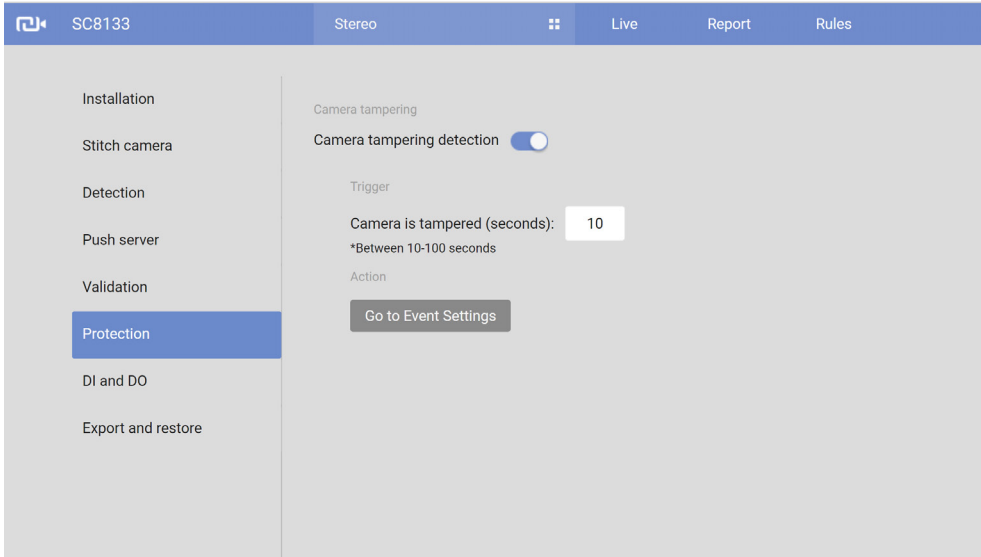 SC8133 Stereo Live Report Rules
Installation
Stitch camera
Detection
Push server
Validation
Protection
DI and DO
Export and restore
Camera tampering
Camera tampering detection
Trigger
Camera is tampered (seconds): 10
*Between 10-100 seconds
Action
Go to Event Settings